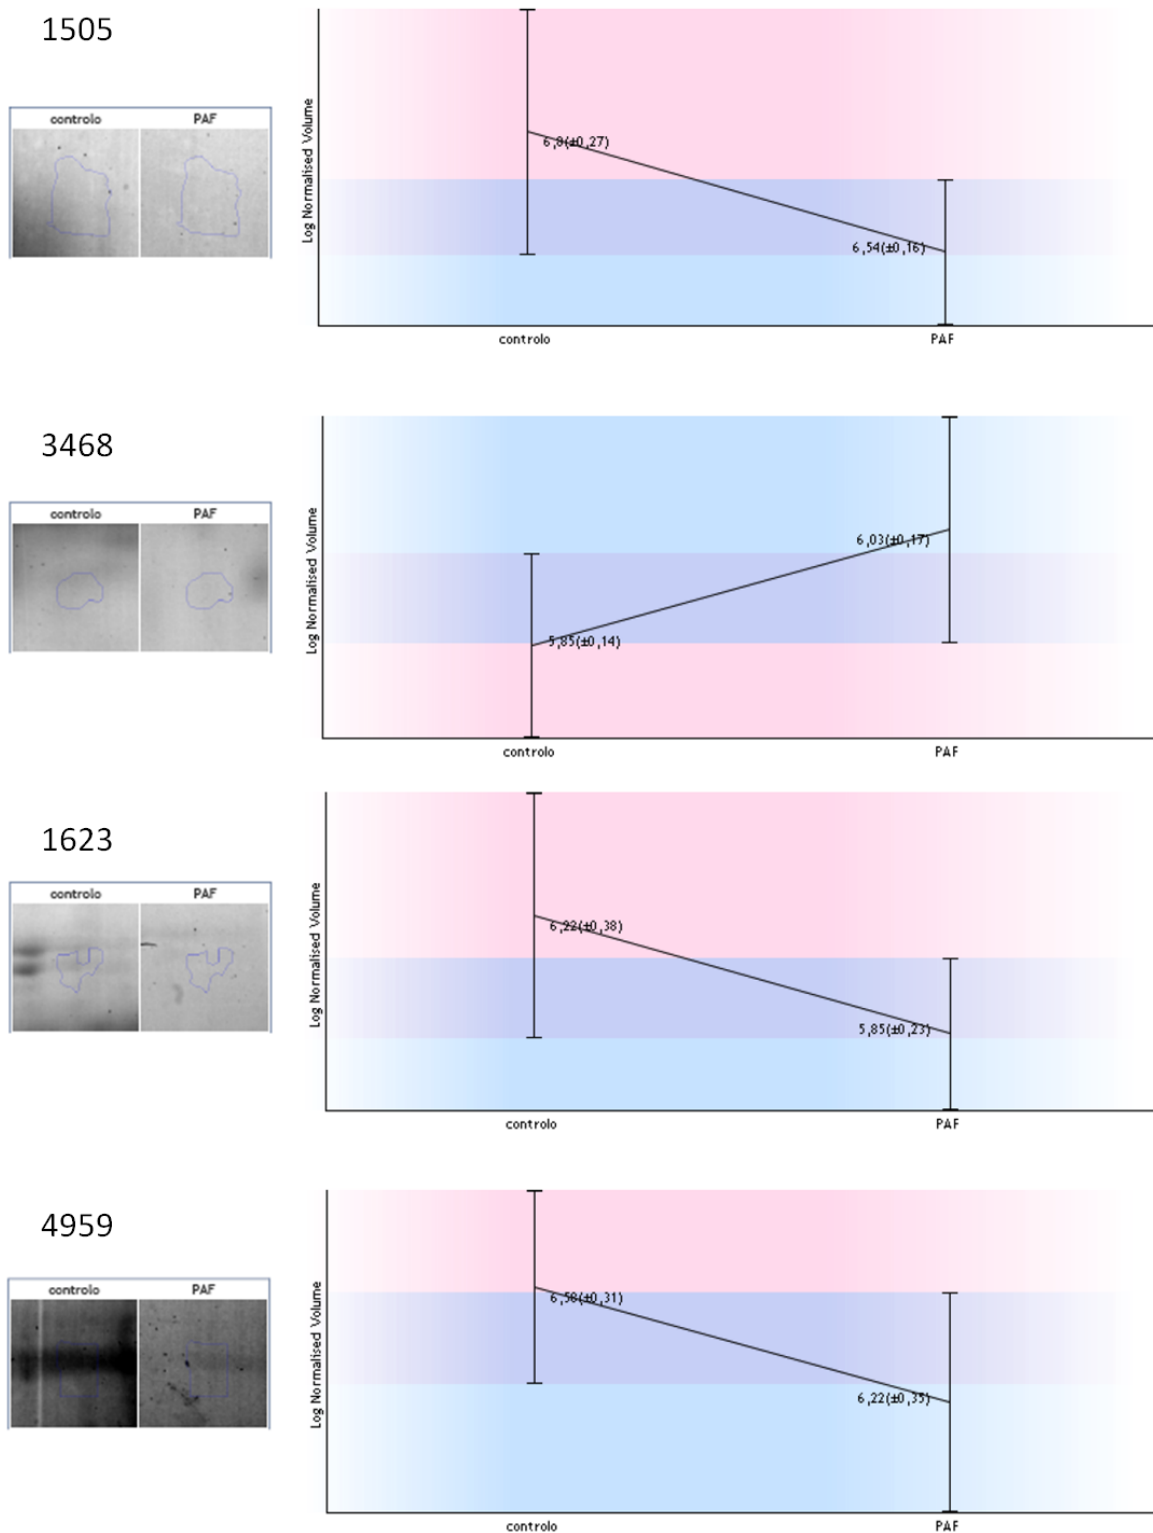 1505
controlo PAF
Log Normalised Volume
6,8(±0,27)
6,54(±0,16)
controlo PAF
3468
controlo PAF
Log Normalised Volume
6,03(±0,17)
5,85(±0,14)
controlo PAF
1623
controlo PAF
Log Normalised Volume
6,22(±0,38)
5,85(±0,23)
controlo PAF
4959
controlo PAF
Log Normalised Volume
6,58(±0,31)
6,22(±0,35)
controlo PAF